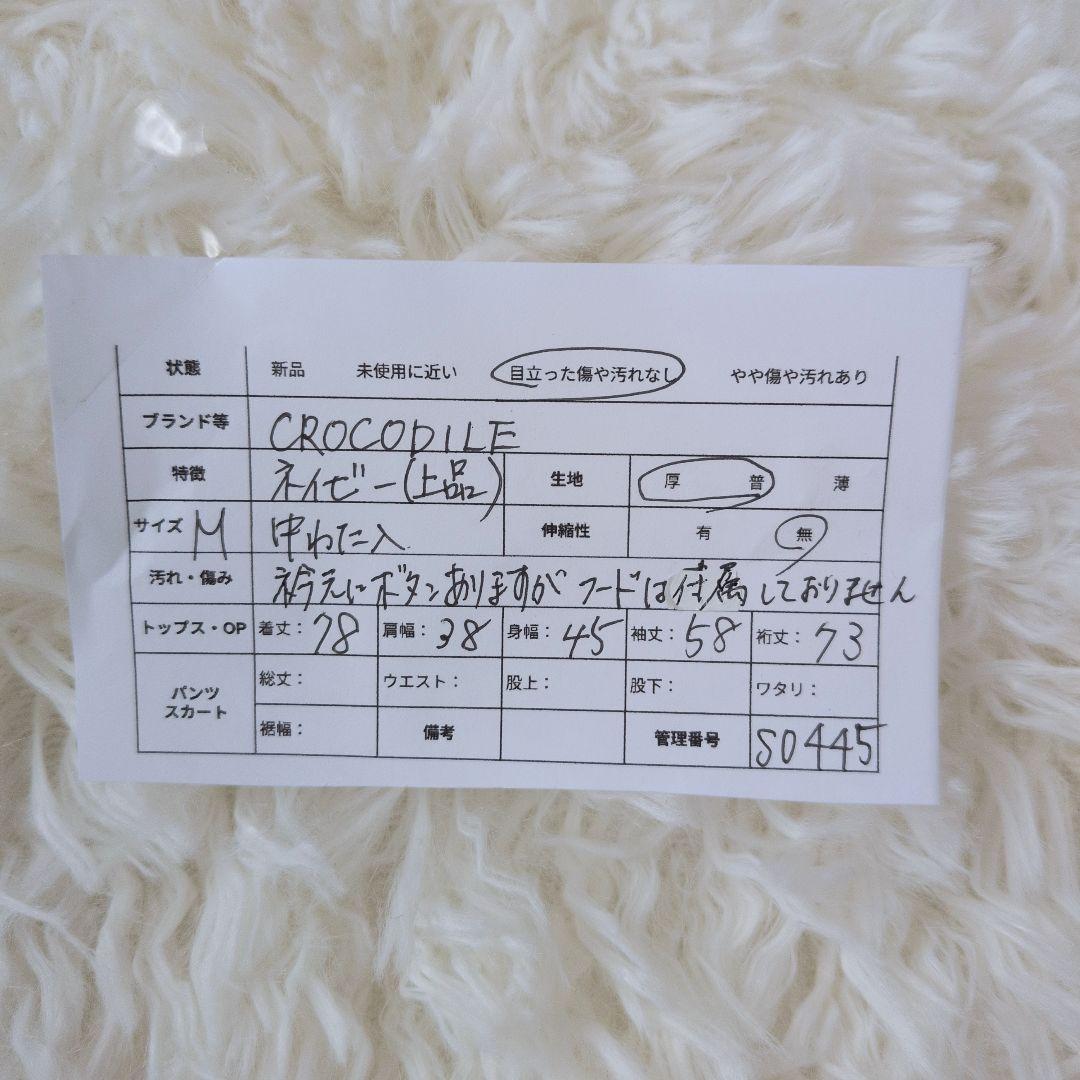 状態 新品 未使用に近い 目立った傷や汚れなし やや傷や汚れあり
ブランド等 CROCODILE
特徴 ネイビー(上品) 生地 厚 普 薄
サイズ M 中わた入 伸縮性 有 無
汚れ・傷み 衿元にボタンありますがフードは付属しておりません
トップス・OP 着丈: 78 肩幅: 38 身幅: 45 袖丈: 58 裄丈: 73
パンツ 総丈: ウエスト: 股上: 股下: ワタリ:
スカート 裾幅: 備考 管理番号 S0445